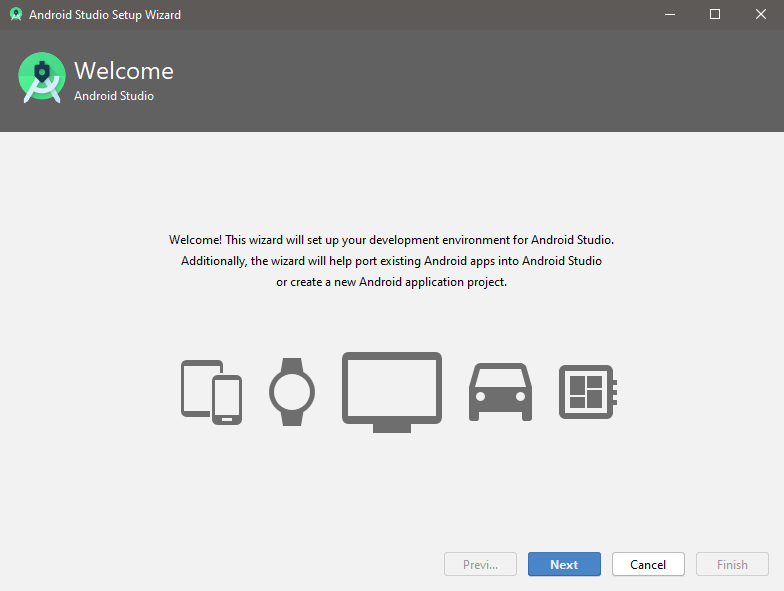 Android Studio Setup Wizard
Welcome
Android Studio
Welcome! This wizard will set up your development environment for Android Studio.
Additionally, the wizard will help port existing Android apps into Android Studio
or create a new Android application project.
Previ... Next Cancel Finish